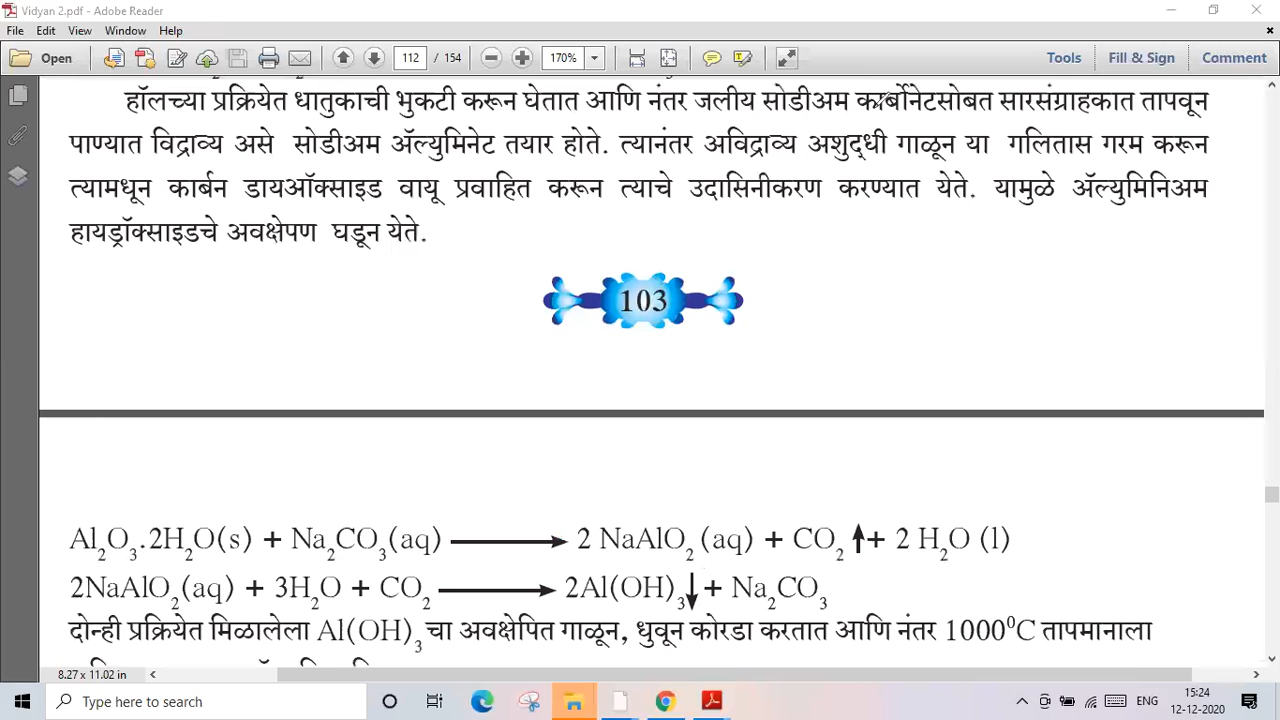 Vidyan 2.pdf - Adobe Reader
File Edit View Window Help
Open 112 / 154 170% Tools Fill & Sign Comment
हॉलच्या प्रक्रियेत धातुकाची भुकटी करून घेतात आणि नंतर जलीय सोडीअम कार्बोनेटसोबत सारसंग्राहकात तापवून
पाण्यात विद्राव्य असे सोडीअम ॲल्युमिनेट तयार होते. त्यानंतर अविद्राव्य अशुद्धी गाळून या गलितास गरम करून
त्यामधून कार्बन डायऑक्साइड वायू प्रवाहित करून त्याचे उदासिनीकरण करण्यात येते. यामुळे ॲल्युमिनिअम
हायड्रॉक्साइडचे अवक्षेपण घडून येते.
103
Al₂O₃.2H₂O(s) + Na₂CO₃(aq) ⟶ 2 NaAlO₂ (aq) + CO₂ ↑+ 2 H₂O (l)
2NaAlO₂(aq) + 3H₂O + CO₂ ⟶ 2Al(OH)₃↓ + Na₂CO₃
दोन्ही प्रक्रियेत मिळालेला Al(OH)₃चा अवक्षेपित गाळून, धुवून कोरडा करतात आणि नंतर 1000⁰C तापमानाला
8.27 x 11.02 in
Type here to search ENG 15:24
12-12-2020